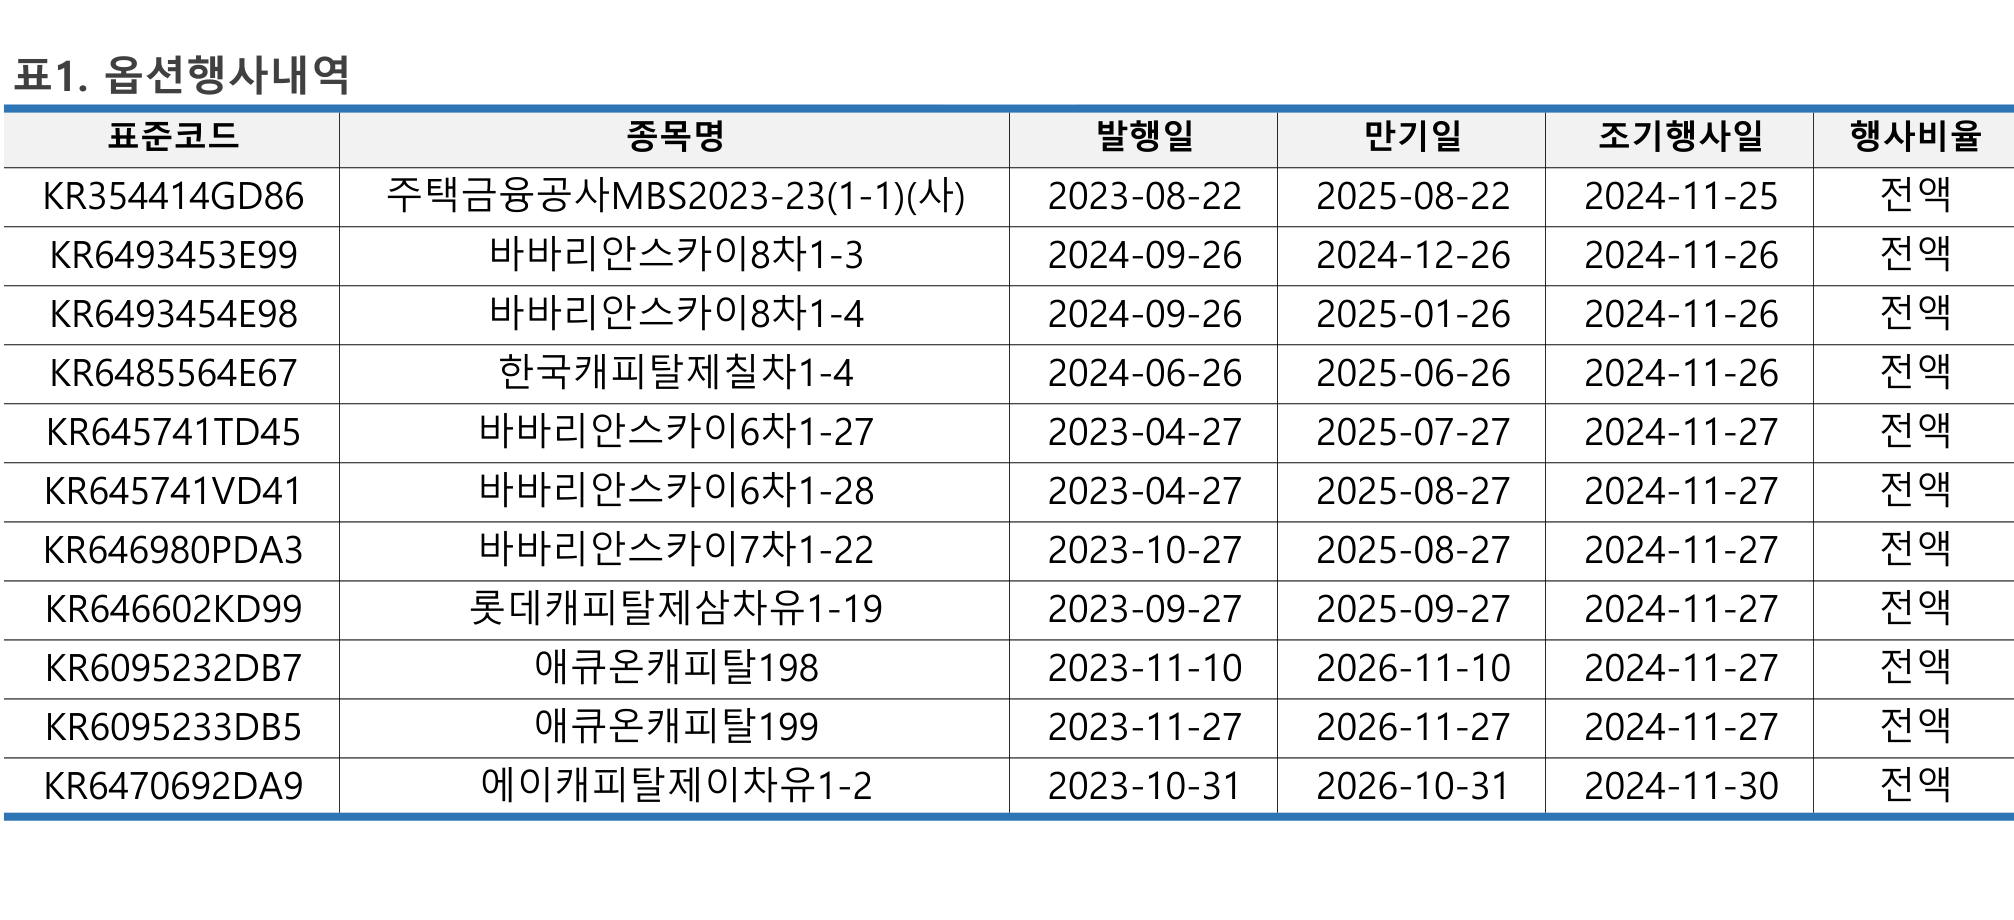 표1. 옵션행사내역
표준코드 종목명 발행일 만기일 조기행사일 행사비율
KR354414GD86 주택금융공사MBS2023-23(1-1)(사) 2023-08-22 2025-08-22 2024-11-25 전액
KR6493453E99 바바리안스카이8차1-3 2024-09-26 2024-12-26 2024-11-26 전액
KR6493454E98 바바리안스카이8차1-4 2024-09-26 2025-01-26 2024-11-26 전액
KR6485564E67 한국캐피탈제칠차1-4 2024-06-26 2025-06-26 2024-11-26 전액
KR645741TD45 바바리안스카이6차1-27 2023-04-27 2025-07-27 2024-11-27 전액
KR645741VD41 바바리안스카이6차1-28 2023-04-27 2025-08-27 2024-11-27 전액
KR646980PDA3 바바리안스카이7차1-22 2023-10-27 2025-08-27 2024-11-27 전액
KR646602KD99 롯데캐피탈제삼차유1-19 2023-09-27 2025-09-27 2024-11-27 전액
KR6095232DB7 애큐온캐피탈198 2023-11-10 2026-11-10 2024-11-27 전액
KR6095233DB5 애큐온캐피탈199 2023-11-27 2026-11-27 2024-11-27 전액
KR6470692DA9 에이캐피탈제이차유1-2 2023-10-31 2026-10-31 2024-11-30 전액